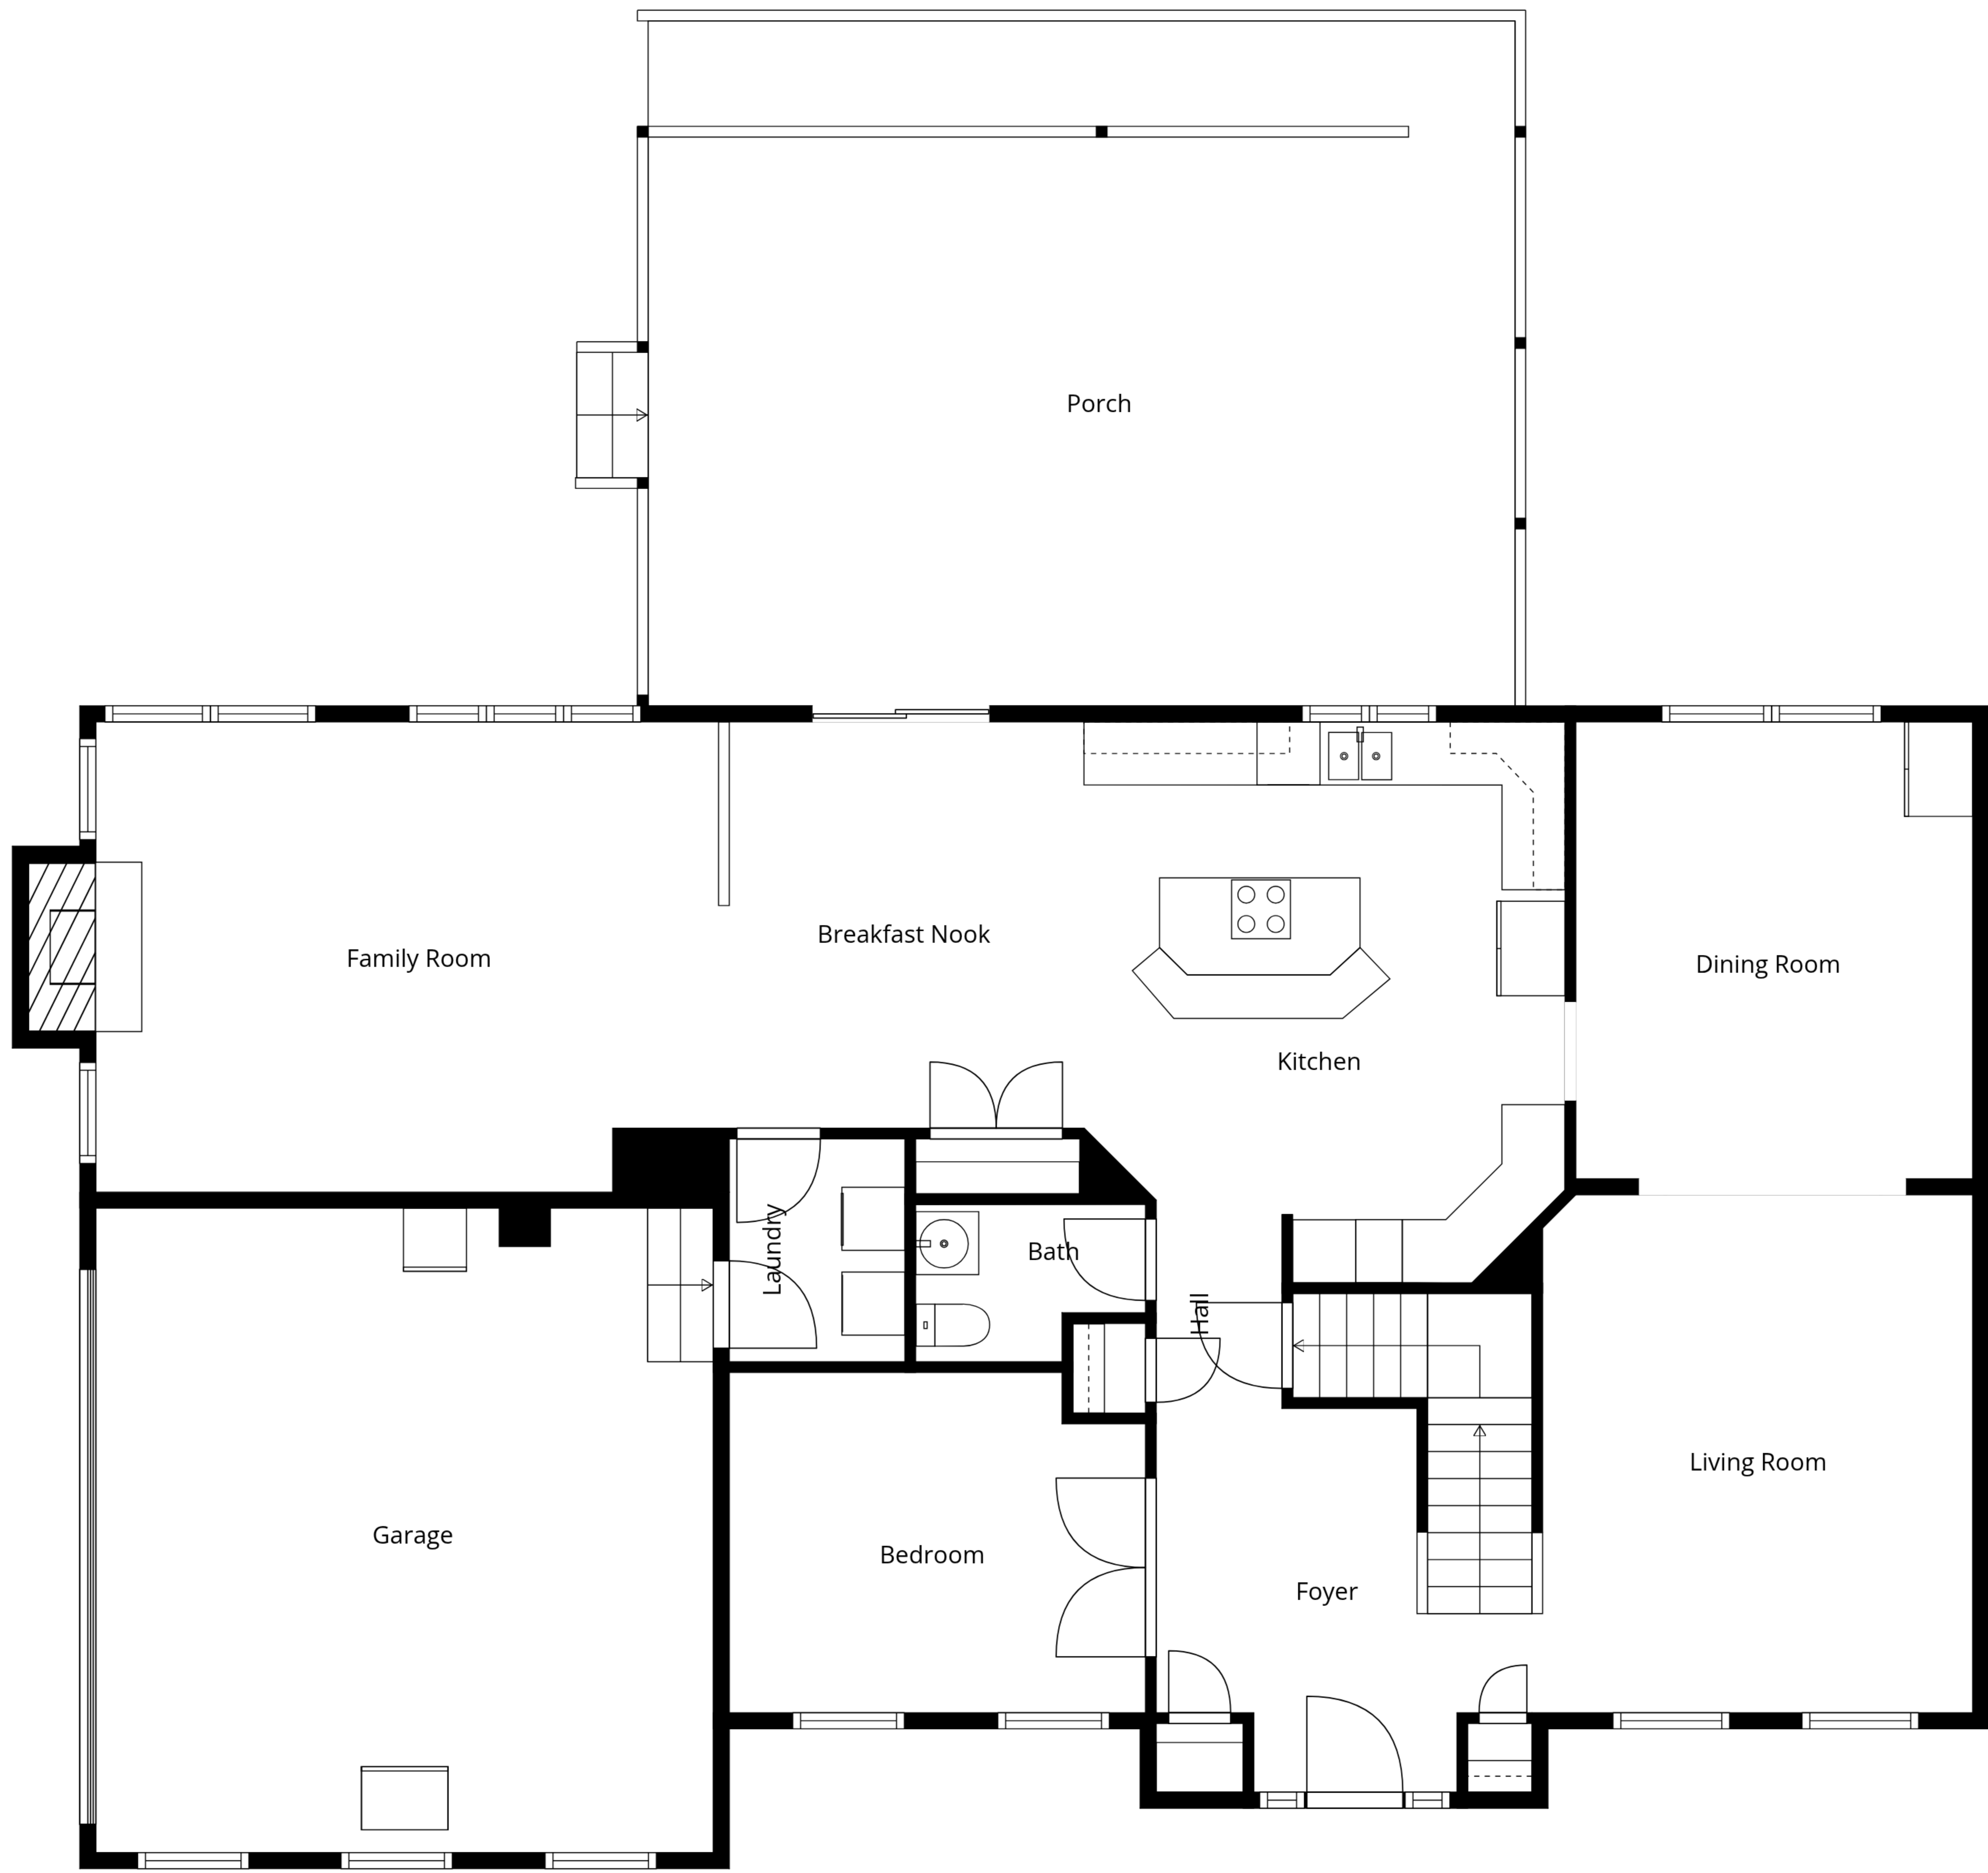 Porch
Breakfast Nook
Family Room
Dining Room
Kitchen
Laundry
Bath
Hall
Living Room
Garage
Bedroom
Foyer